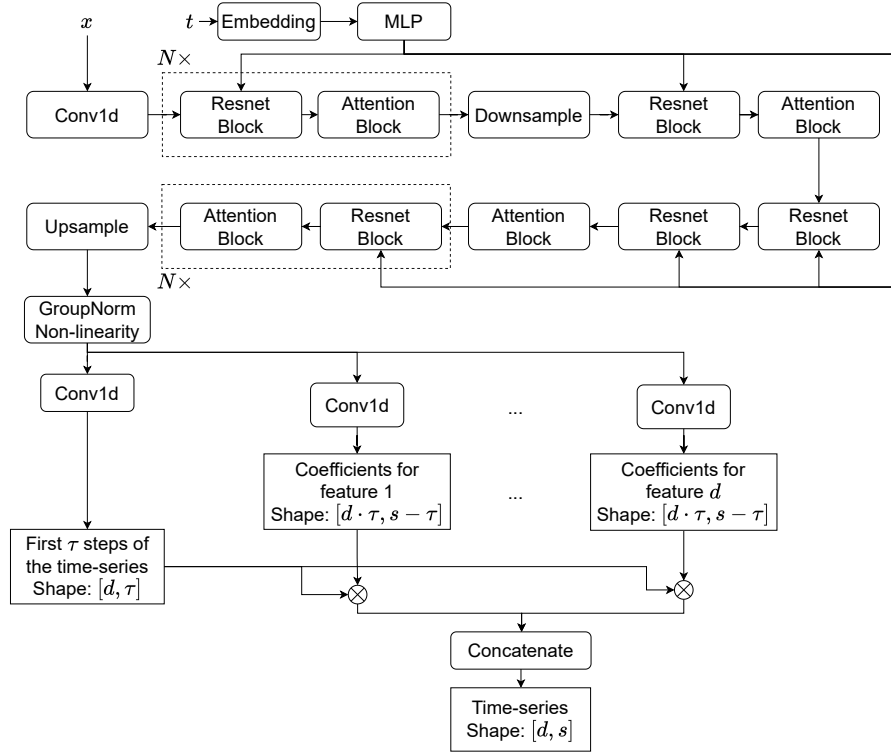 x
t
Embedding
MLP
N×
Conv1d
Resnet
Block
Attention
Block
Downsample
Resnet
Block
Attention
Block
Upsample
Attention
Block
Resnet
Block
Attention
Block
Resnet
Block
Resnet
Block
N×
GroupNorm
Non-linearity
Conv1d
Conv1d
...
Conv1d
Coefficients for
feature 1
Shape: [d · τ, s − τ]
...
Coefficients for
feature d
Shape: [d · τ, s − τ]
First τ steps of
the time-series
Shape: [d, τ]
Concatenate
Time-series
Shape: [d, s]